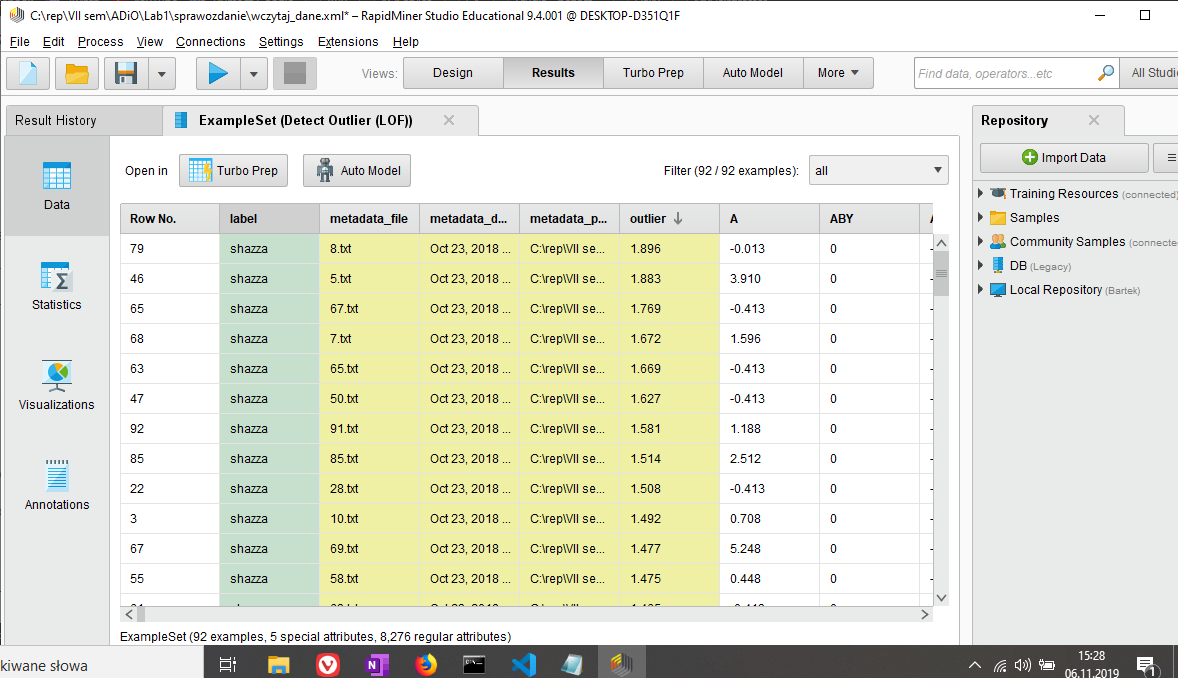 C:\rep\VII sem\ADiO\Lab1\sprawozdanie\wczytaj_dane.xml* – RapidMiner Studio Educational 9.4.001 @ DESKTOP-D351Q1F
File Edit Process View Connections Settings Extensions Help
Views: Design Results Turbo Prep Auto Model More Find data, operators...etc All Studi
Result History ExampleSet (Detect Outlier (LOF)) Repository
Open in Turbo Prep Auto Model Filter (92 / 92 examples): all
Import Data
Data
Statistics
Visualizations
Annotations
Row No. label metadata_file metadata_d... metadata_p... outlier A ABY
79 shazza 8.txt Oct 23, 2018 ... C:\rep\VII se... 1.896 -0.013 0 -
46 shazza 5.txt Oct 23, 2018 ... C:\rep\VII se... 1.883 3.910 0 -
65 shazza 67.txt Oct 23, 2018 ... C:\rep\VII se... 1.769 -0.413 0 -
68 shazza 7.txt Oct 23, 2018 ... C:\rep\VII se... 1.672 1.596 0 -
63 shazza 65.txt Oct 23, 2018 ... C:\rep\VII se... 1.669 -0.413 0 -
47 shazza 50.txt Oct 23, 2018 ... C:\rep\VII se... 1.627 -0.413 0 -
92 shazza 91.txt Oct 23, 2018 ... C:\rep\VII se... 1.581 1.188 0 -
85 shazza 85.txt Oct 23, 2018 ... C:\rep\VII se... 1.514 2.512 0 -
22 shazza 28.txt Oct 23, 2018 ... C:\rep\VII se... 1.508 -0.413 0 -
3 shazza 10.txt Oct 23, 2018 ... C:\rep\VII se... 1.492 0.708 0 -
67 shazza 69.txt Oct 23, 2018 ... C:\rep\VII se... 1.477 5.248 0 -
55 shazza 58.txt Oct 23, 2018 ... C:\rep\VII se... 1.475 0.448 0 -
ExampleSet (92 examples, 5 special attributes, 8,276 regular attributes)
Training Resources (connected)
Samples
Community Samples (connecte
DB (Legacy)
Local Repository (Bartek)
kiwane słowa
15:28
06.11.2019
1